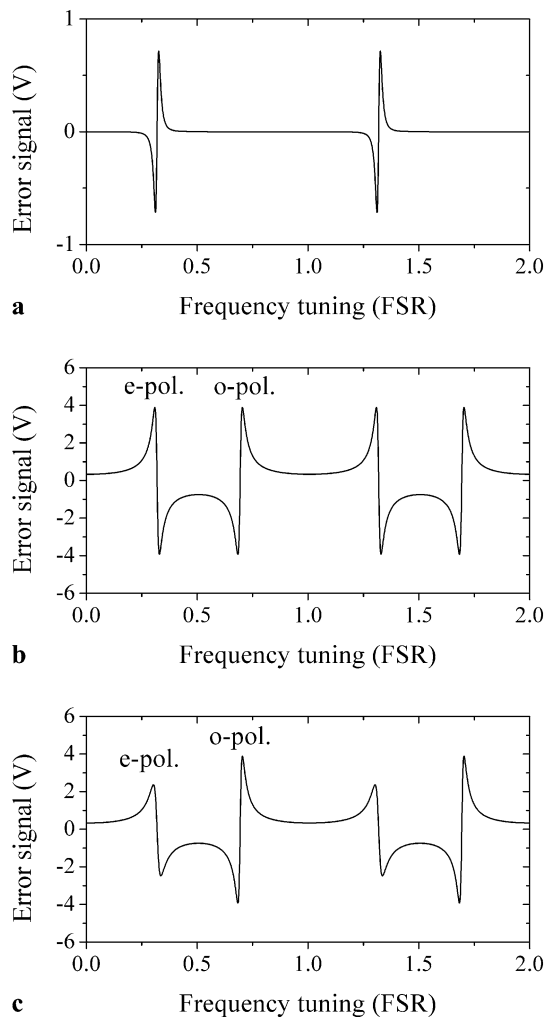 1
0
-1
Error signal (V)
0.0 0.5 1.0 1.5 2.0
a Frequency tuning (FSR)
6
e-pol. o-pol.
4
2
0
-2
-4
-6
Error signal (V)
0.0 0.5 1.0 1.5 2.0
b Frequency tuning (FSR)
6
o-pol.
4
e-pol.
2
0
-2
-4
-6
Error signal (V)
0.0 0.5 1.0 1.5 2.0
c Frequency tuning (FSR)